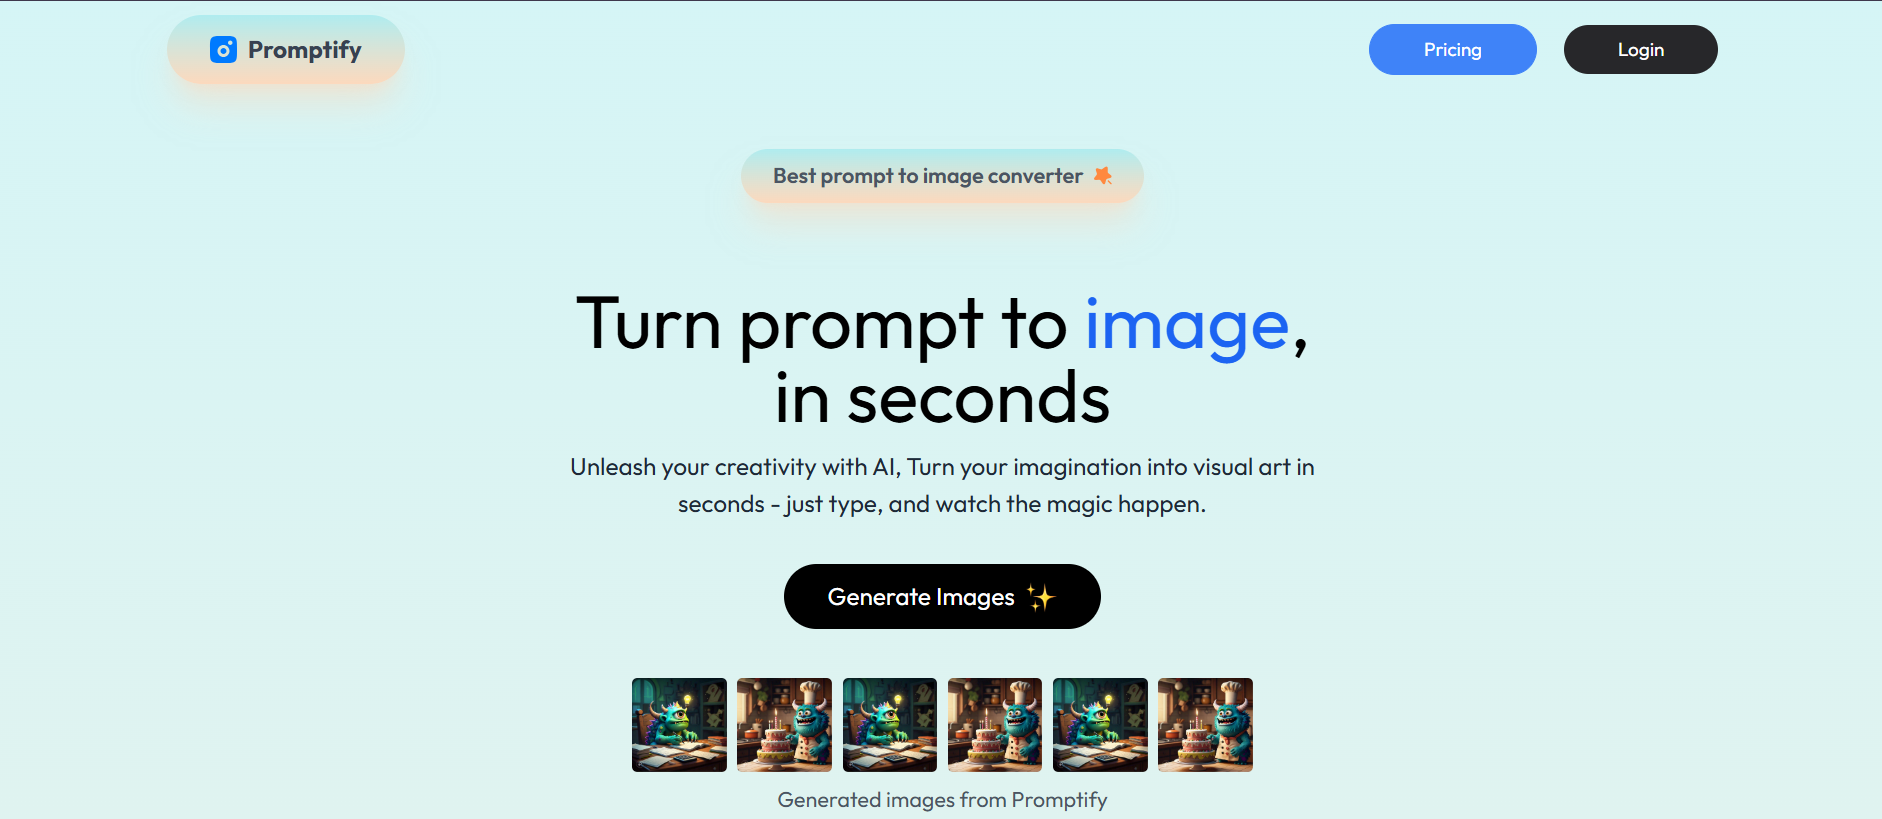 Promptify
Pricing
Login
Best prompt to image converter
Turn prompt to image,
in seconds
Unleash your creativity with AI, Turn your imagination into visual art in
seconds - just type, and watch the magic happen.
Generate Images ✨
Generated images from Promptify